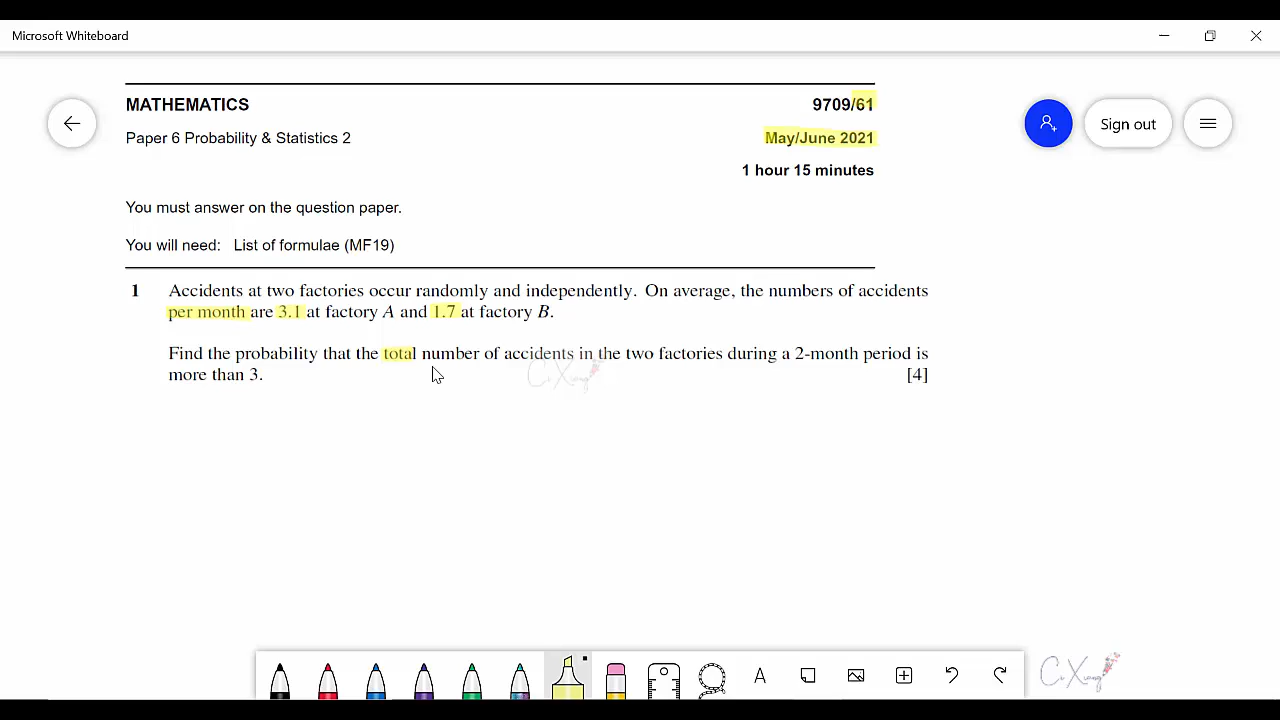 Microsoft Whiteboard
MATHEMATICS 9709/61
Paper 6 Probability & Statistics 2 May/June 2021
1 hour 15 minutes
Sign out
You must answer on the question paper.
You will need: List of formulae (MF19)
1 Accidents at two factories occur randomly and independently. On average, the numbers of accidents
per month are 3.1 at factory A and 1.7 at factory B.
Find the probability that the total number of accidents in the two factories during a 2-month period is
more than 3. [4]
A